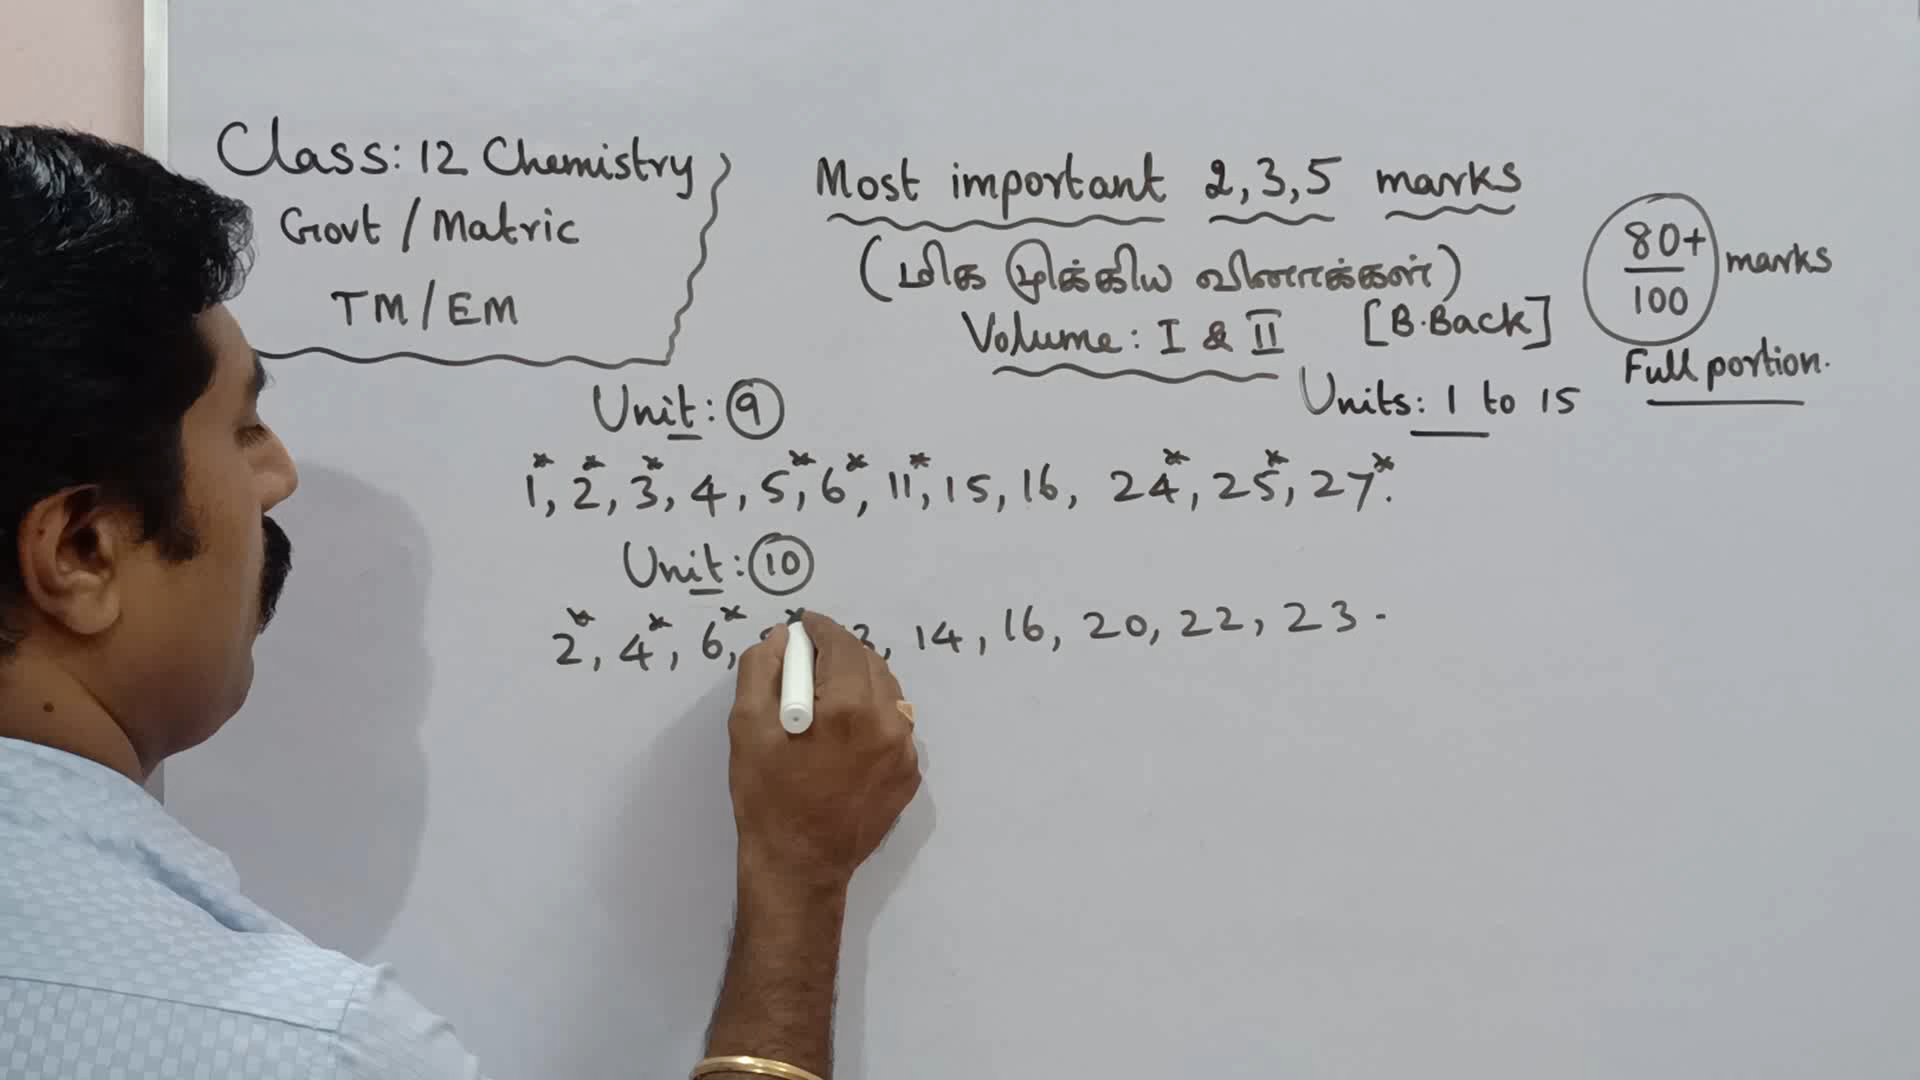 Class: 12 Chemistry
Govt / Matric
TM / EM
Most important 2, 3, 5 marks
(மிக முக்கிய வினாக்கள்)
Volume: I & II [B.Back]
Units: 1 to 15
80+
100
marks
Full portion.
Unit: 9
1*, 2*, 3*, 4, 5*, 6*, 11*, 15, 16, 24*, 25*, 27*.
Unit: 10
2*, 4*, 6*, 14, 16, 20, 22, 23.